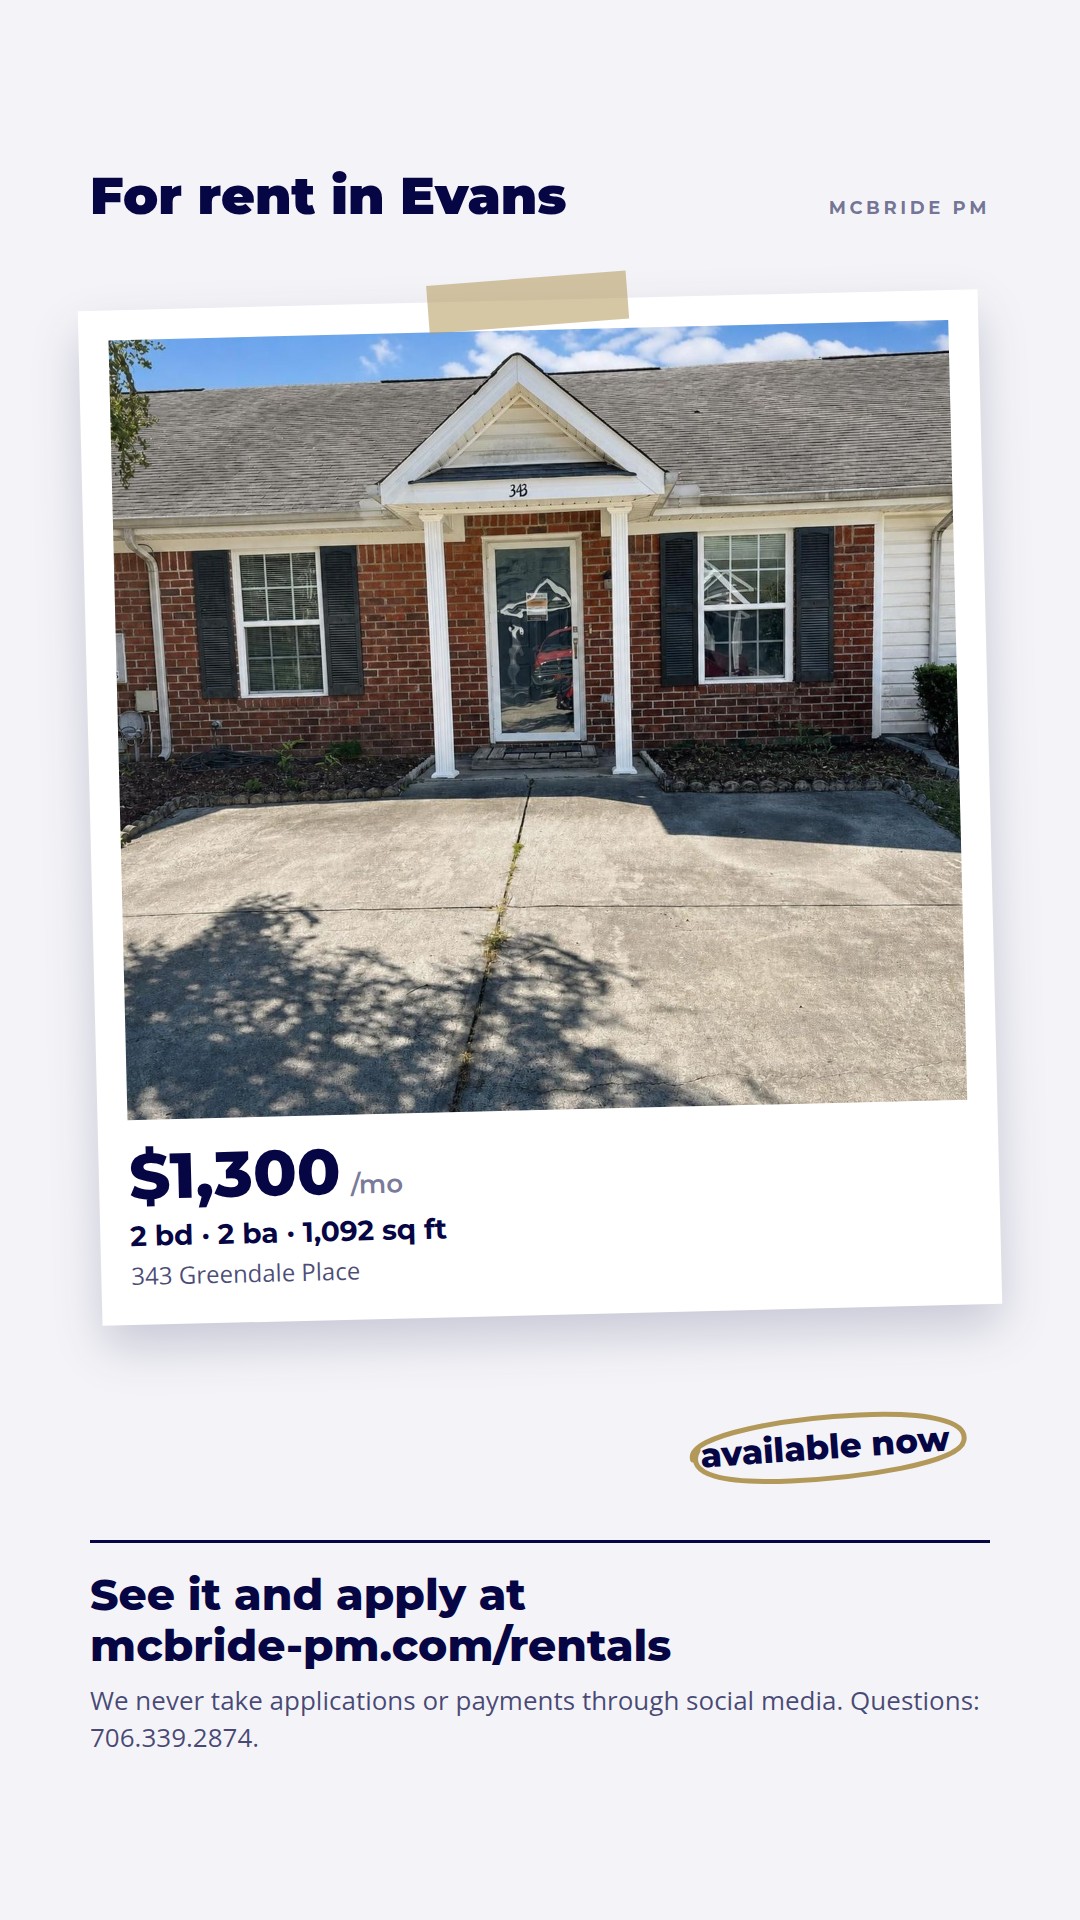 For rent in Evans
MCBRIDE PM
343
$1,300 /mo
2 bd · 2 ba · 1,092 sq ft
343 Greendale Place
available now
See it and apply at
mcbride-pm.com/rentals
We never take applications or payments through social media. Questions:
706.339.2874.